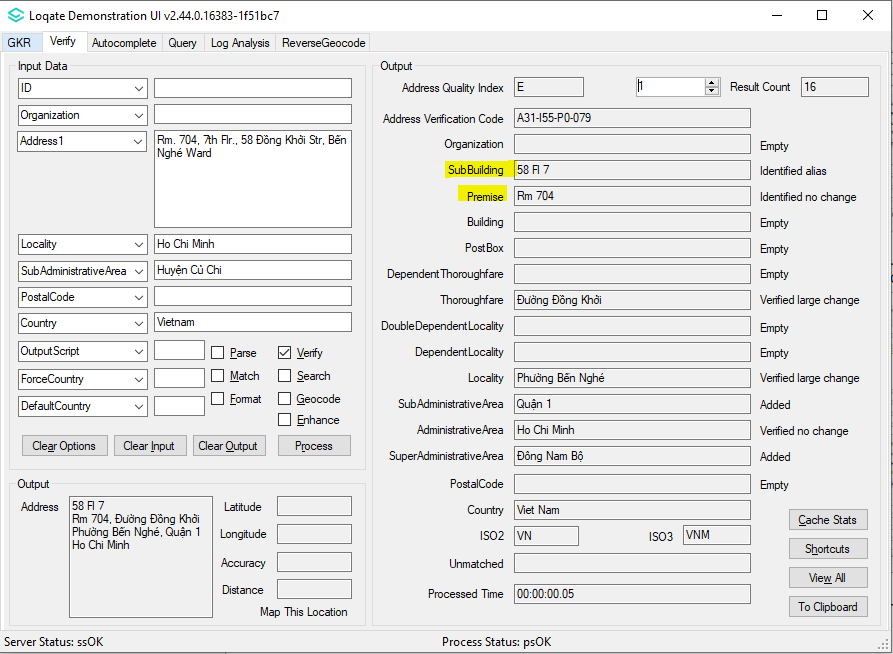 Loqate Demonstration UI v2.44.0.16383-1f51bc7
GKR Verify Autocomplete Query Log Analysis ReverseGeocode
Input Data
ID
Organization
Address1 Rm. 704, 7th Flr., 58 Đồng Khởi Str, Bến
Nghé Ward
Locality Ho Chi Minh
SubAdministrativeArea Huyện Củ Chi
PostalCode
Country Vietnam
OutputScript Parse Verify
ForceCountry Match Search
DefaultCountry Format Geocode
Enhance
Clear Options Clear Input Clear Output Process
Output
Address 58 Fl 7
Rm 704, Đường Đồng Khởi
Phường Bến Nghé, Quận 1
Ho Chi Minh
Latitude
Longitude
Accuracy
Distance
Map This Location
Output
Address Quality Index E 1 Result Count 16
Address Verification Code A31-I55-P0-079
Organization Empty
SubBuilding 58 Fl 7 Identified alias
Premise Rm 704 Identified no change
Building Empty
PostBox Empty
DependentThoroughfare Empty
Thoroughfare Đường Đồng Khởi Verified large change
DoubleDependentLocality Empty
DependentLocality Empty
Locality Phường Bến Nghé Verified large change
SubAdministrativeArea Quận 1 Added
AdministrativeArea Ho Chi Minh Verified no change
SuperAdministrativeArea Đông Nam Bộ Added
PostalCode Empty
Country Viet Nam
ISO2 VN ISO3 VNM
Unmatched
Processed Time 00:00:00.05
Cache Stats
Shortcuts
View All
To Clipboard
Server Status: ssOK Process Status: psOK